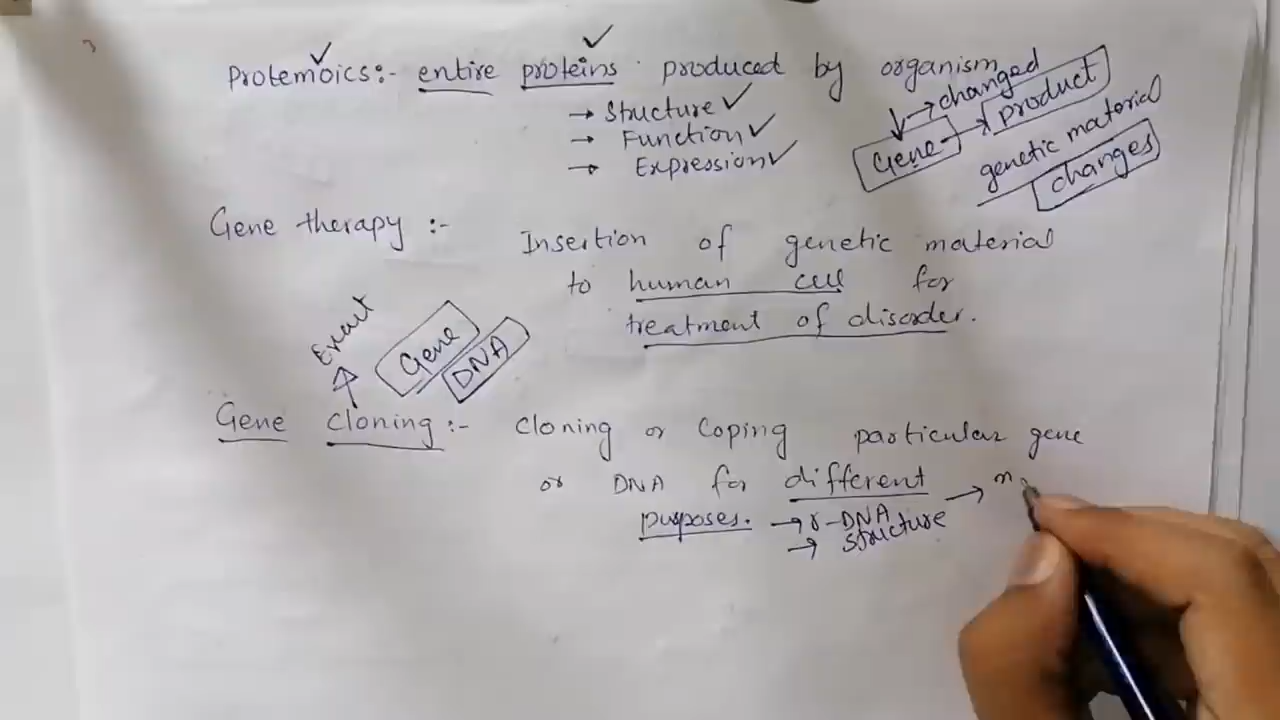 Protemoics:- entire proteins produced by organism
→ Structure ✓
→ Function ✓
→ Expression ✓
→ changed
Gene → product
genetic material
changes
Gene therapy :- Insertion of genetic material
to human cell for
treatment of disorder.
Exact
Gene
DNA
Gene Cloning :- Cloning or Coping particular gene
or DNA for different
purposes. → r-DNA
→ structure →